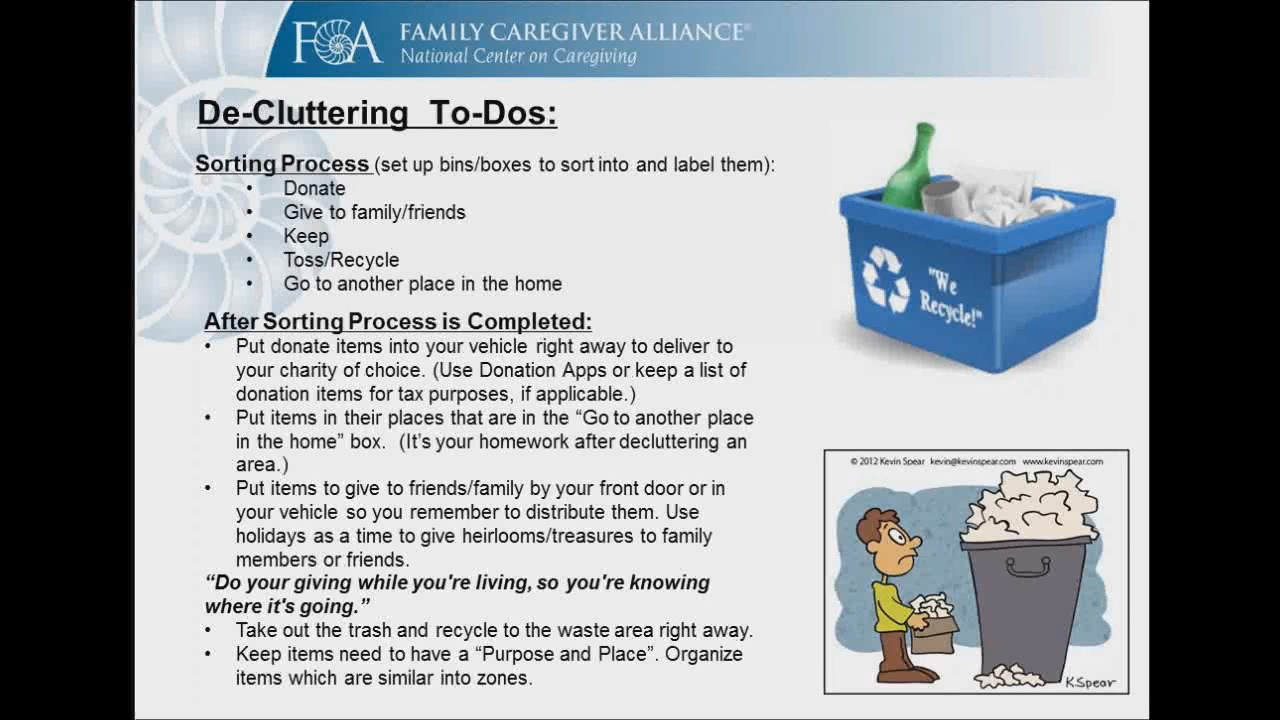 FCA FAMILY CAREGIVER ALLIANCE®
National Center on Caregiving
De-Cluttering To-Dos:
Sorting Process (set up bins/boxes to sort into and label them):
• Donate
• Give to family/friends
• Keep
• Toss/Recycle
• Go to another place in the home
After Sorting Process is Completed:
• Put donate items into your vehicle right away to deliver to
your charity of choice. (Use Donation Apps or keep a list of
donation items for tax purposes, if applicable.)
• Put items in their places that are in the “Go to another place
in the home” box. (It’s your homework after decluttering an
area.)
• Put items to give to friends/family by your front door or in
your vehicle so you remember to distribute them. Use
holidays as a time to give heirlooms/treasures to family
members or friends.
“Do your giving while you're living, so you're knowing
where it's going.”
• Take out the trash and recycle to the waste area right away.
• Keep items need to have a “Purpose and Place”. Organize
items which are similar into zones.
"We
Recycle!"
© 2012 Kevin Spear kevin@kevinspear.com www.kevinspear.com
K.Spear